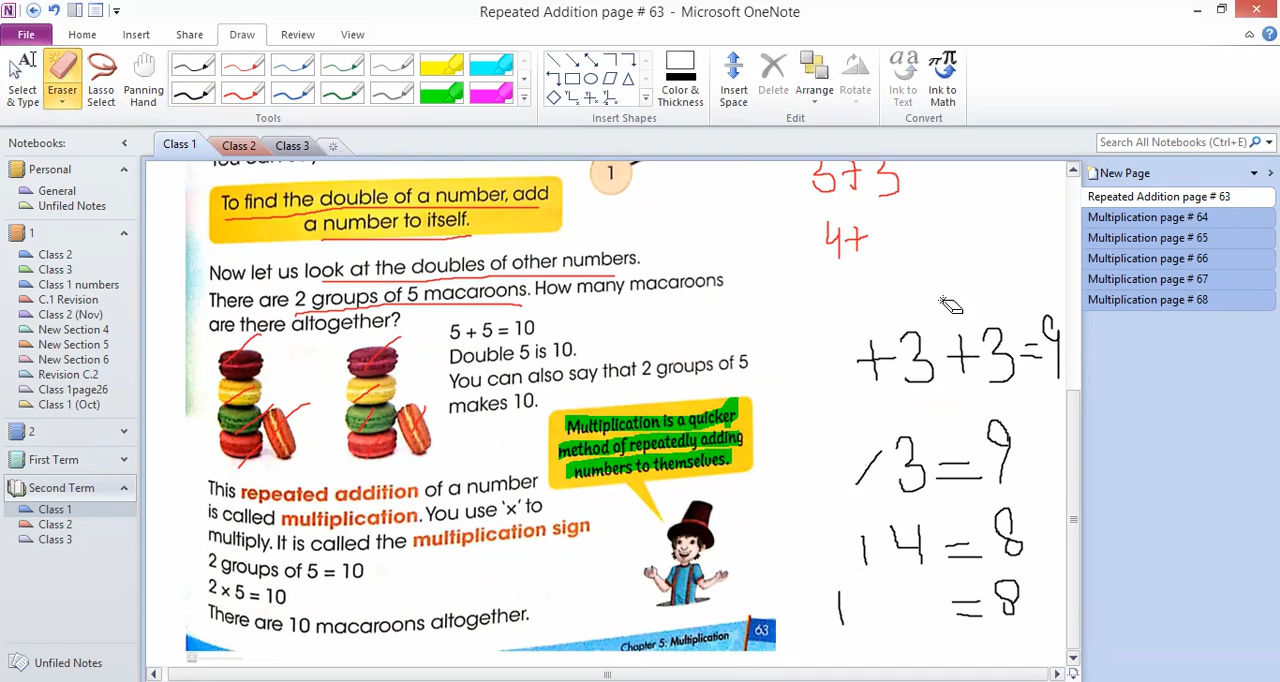 Repeated Addition page # 63 - Microsoft OneNote
File Home Insert Share Draw Review View
Select & Type
Eraser
Lasso Select
Panning Hand
Color & Thickness
Insert Space
Delete
Arrange
Rotate
Ink to Text
Ink to Math
Tools
Insert Shapes
Edit
Convert
Notebooks:
Class 1
Class 2
Class 3
Search All Notebooks (Ctrl+E)
Personal
General
Unfiled Notes
1
Class 2
Class 3
Class 1 numbers
C.1 Revision
Class 2 (Nov)
New Section 4
New Section 5
New Section 6
Revision C.2
Class 1page26
Class 1 (Oct)
2
First Term
Second Term
Class 1
Class 2
Class 3
Unfiled Notes
1
To find the double of a number, add
a number to itself.
Now let us look at the doubles of other numbers.
There are 2 groups of 5 macaroons. How many macaroons
are there altogether?
5 + 5 = 10
Double 5 is 10.
You can also say that 2 groups of 5
makes 10.
Multiplication is a quicker
method of repeatedly adding
numbers to themselves.
This repeated addition of a number
is called multiplication. You use 'x' to
multiply. It is called the multiplication sign
2 groups of 5 = 10
2 × 5 = 10
There are 10 macaroons altogether.
Chapter 5: Multiplication 63
4+
+3+3=9
3=9
14=8
=8
New Page
Repeated Addition page # 63
Multiplication page # 64
Multiplication page # 65
Multiplication page # 66
Multiplication page # 67
Multiplication page # 68